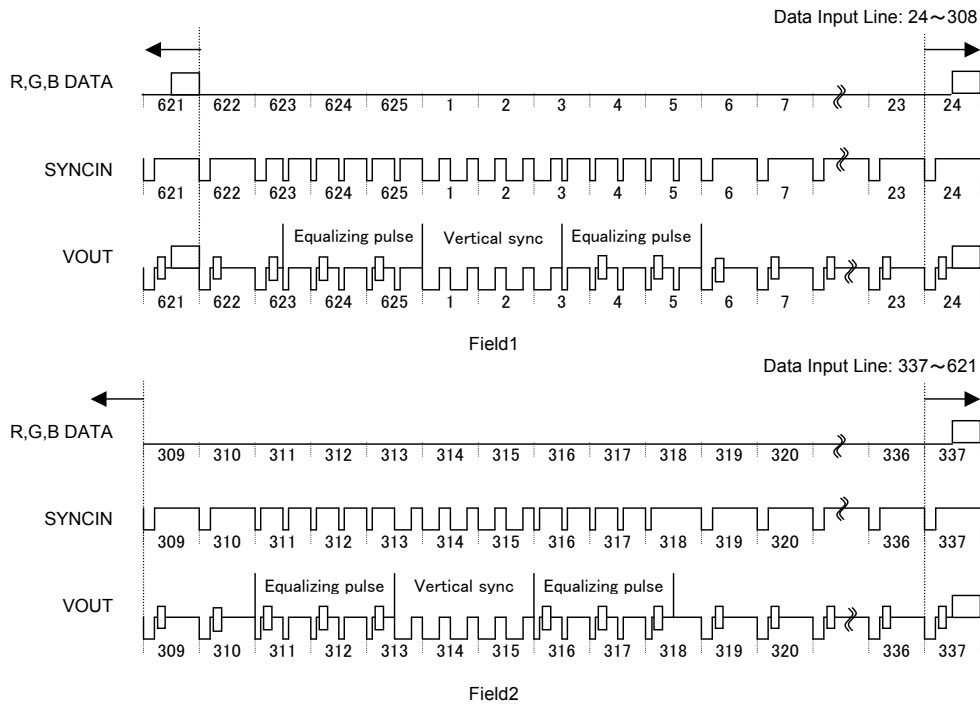 Data Input Line: 24～308
R,G,B DATA
621 622 623 624 625 1 2 3 4 5 6 7 23 24
SYNCIN
621 622 623 624 625 1 2 3 4 5 6 7 23 24
Equalizing pulse Vertical sync Equalizing pulse
VOUT
621 622 623 624 625 1 2 3 4 5 6 7 23 24
Field1
Data Input Line: 337～621
R,G,B DATA
309 310 311 312 313 314 315 316 317 318 319 320 336 337
SYNCIN
309 310 311 312 313 314 315 316 317 318 319 320 336 337
Equalizing pulse Vertical sync Equalizing pulse
VOUT
309 310 311 312 313 314 315 316 317 318 319 320 336 337
Field2